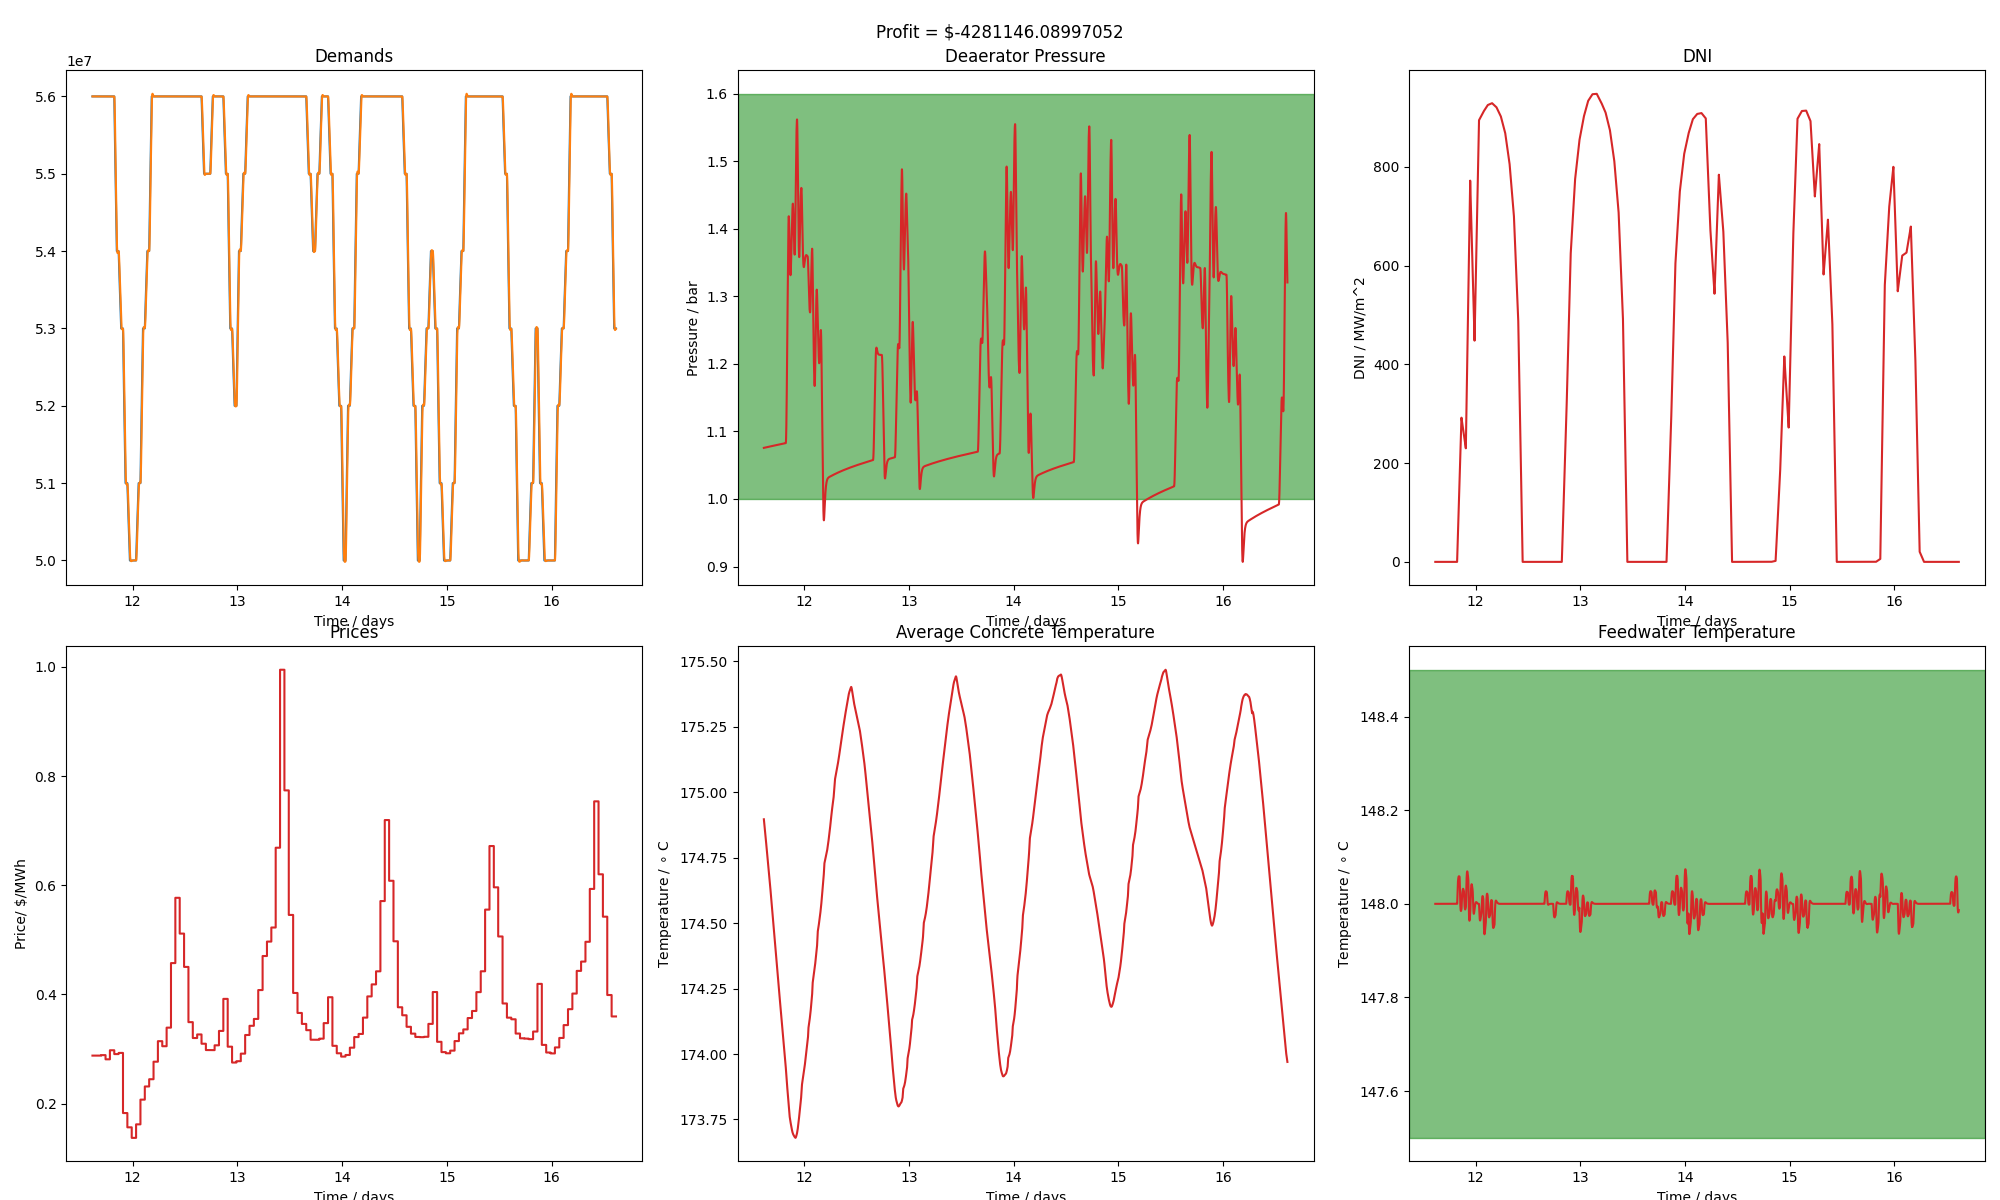 Profit = $-4281146.08997052
Demands
1e7
5.6
5.5
5.4
5.3
5.2
5.1
5.0
12 13 14 15 16
Time / days
Deaerator Pressure
Pressure / bar
1.6
1.5
1.4
1.3
1.2
1.1
1.0
0.9
12 13 14 15 16
Time / days
DNI
DNI / MW/m^2
800
600
400
200
0
12 13 14 15 16
Time / days
Prices
Price/ $/MWh
1.0
0.8
0.6
0.4
0.2
12 13 14 15 16
Time / days
Average Concrete Temperature
Temperature / ∘ C
175.50
175.25
175.00
174.75
174.50
174.25
174.00
173.75
12 13 14 15 16
Time / days
Feedwater Temperature
Temperature / ∘ C
148.4
148.2
148.0
147.8
147.6
12 13 14 15 16
Time / days